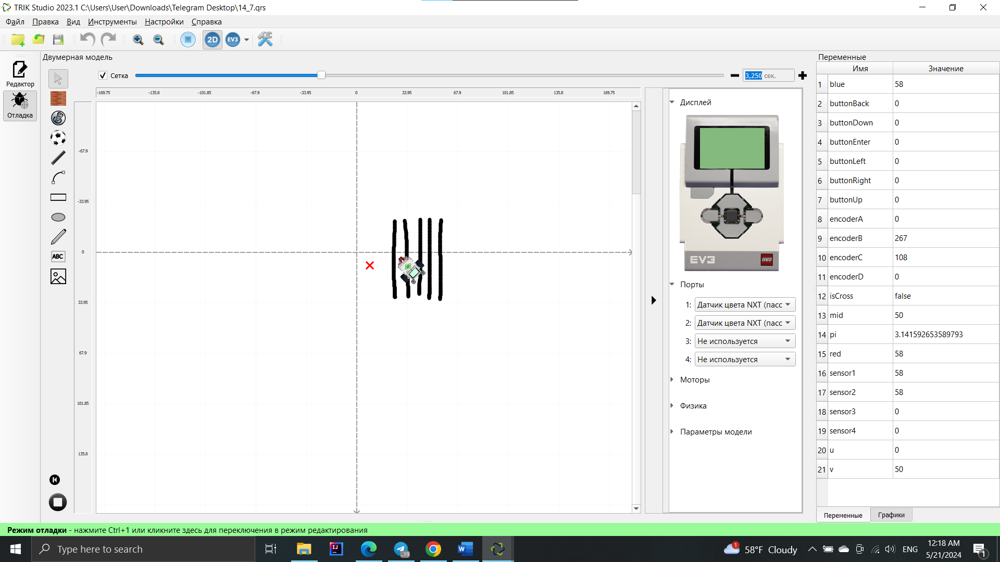 TRIK Studio 2023.1 C:\Users\User\Downloads\Telegram Desktop\14_7.qrs
Файл Правка Вид Инструменты Настройки Справка
2D EV3
Редактор
Отладка
Двумерная модель
Сетка
3,250 сек.
-169.75 -135.8 -101.85 -67.9 -33.95 0 33.95 67.9 101.85 135.8 169.75
-67.9
-33.95
0
33.95
67.9
101.85
135.8
ABC
Дисплей
EV3 LEGO
Порты
1: Датчик цвета NXT (пасс
2: Датчик цвета NXT (пасс
3: Не используется
4: Не используется
Моторы
Физика
Параметры модели
Переменные
Имя Значение
1 blue 58
2 buttonBack 0
3 buttonDown 0
4 buttonEnter 0
5 buttonLeft 0
6 buttonRight 0
7 buttonUp 0
8 encoderA 0
9 encoderB 267
10 encoderC 108
11 encoderD 0
12 isCross false
13 mid 50
14 pi 3.141592653589793
15 red 58
16 sensor1 58
17 sensor2 58
18 sensor3 0
19 sensor4 0
20 u 0
21 v 50
Переменные Графики
Режим отладки - нажмите Ctrl+1 или кликните здесь для переключения в режим редактирования
Type here to search
IJ
..19
W
1
58°F Cloudy
ENG
12:18 AM
5/21/2024
1